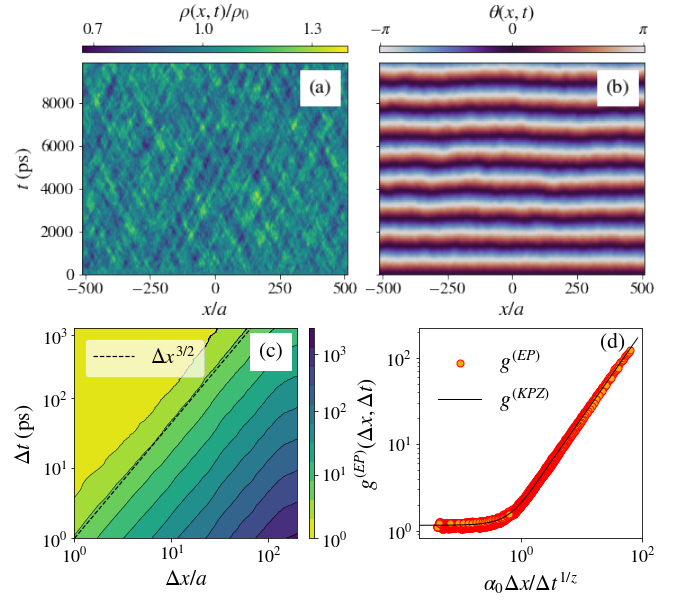 ρ(x, t)/ρ₀
0.7 1.0 1.3
θ(x, t)
−π 0 π
(a)
(b)
t (ps)
8000
6000
4000
2000
0
−500 −250 0 250 500
x/a
−500 −250 0 250 500
x/a
(c)
Δx^{3/2}
Δt (ps)
10³
10²
10¹
10⁰
10⁰ 10¹ 10²
Δx/a
10³
10²
10¹
10⁰
(d)
g^{(EP)}
g^{(KPZ)}
g^{(EP)}(Δx, Δt)
10²
10¹
10⁰
10⁰ 10²
α₀Δx/Δt^{1/z}